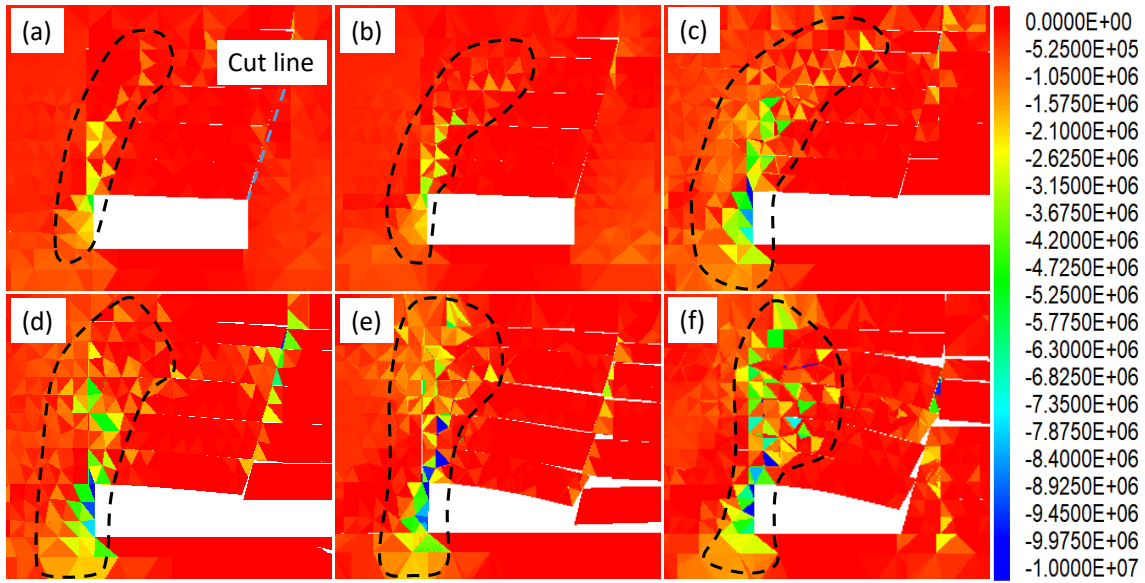 (a)
Cut line
(b)
(c)
(d)
(e)
(f)
0.0000E+00
-5.2500E+05
-1.0500E+06
-1.5750E+06
-2.1000E+06
-2.6250E+06
-3.1500E+06
-3.6750E+06
-4.2000E+06
-4.7250E+06
-5.2500E+06
-5.7750E+06
-6.3000E+06
-6.8250E+06
-7.3500E+06
-7.8750E+06
-8.4000E+06
-8.9250E+06
-9.4500E+06
-9.9750E+06
-1.0000E+07